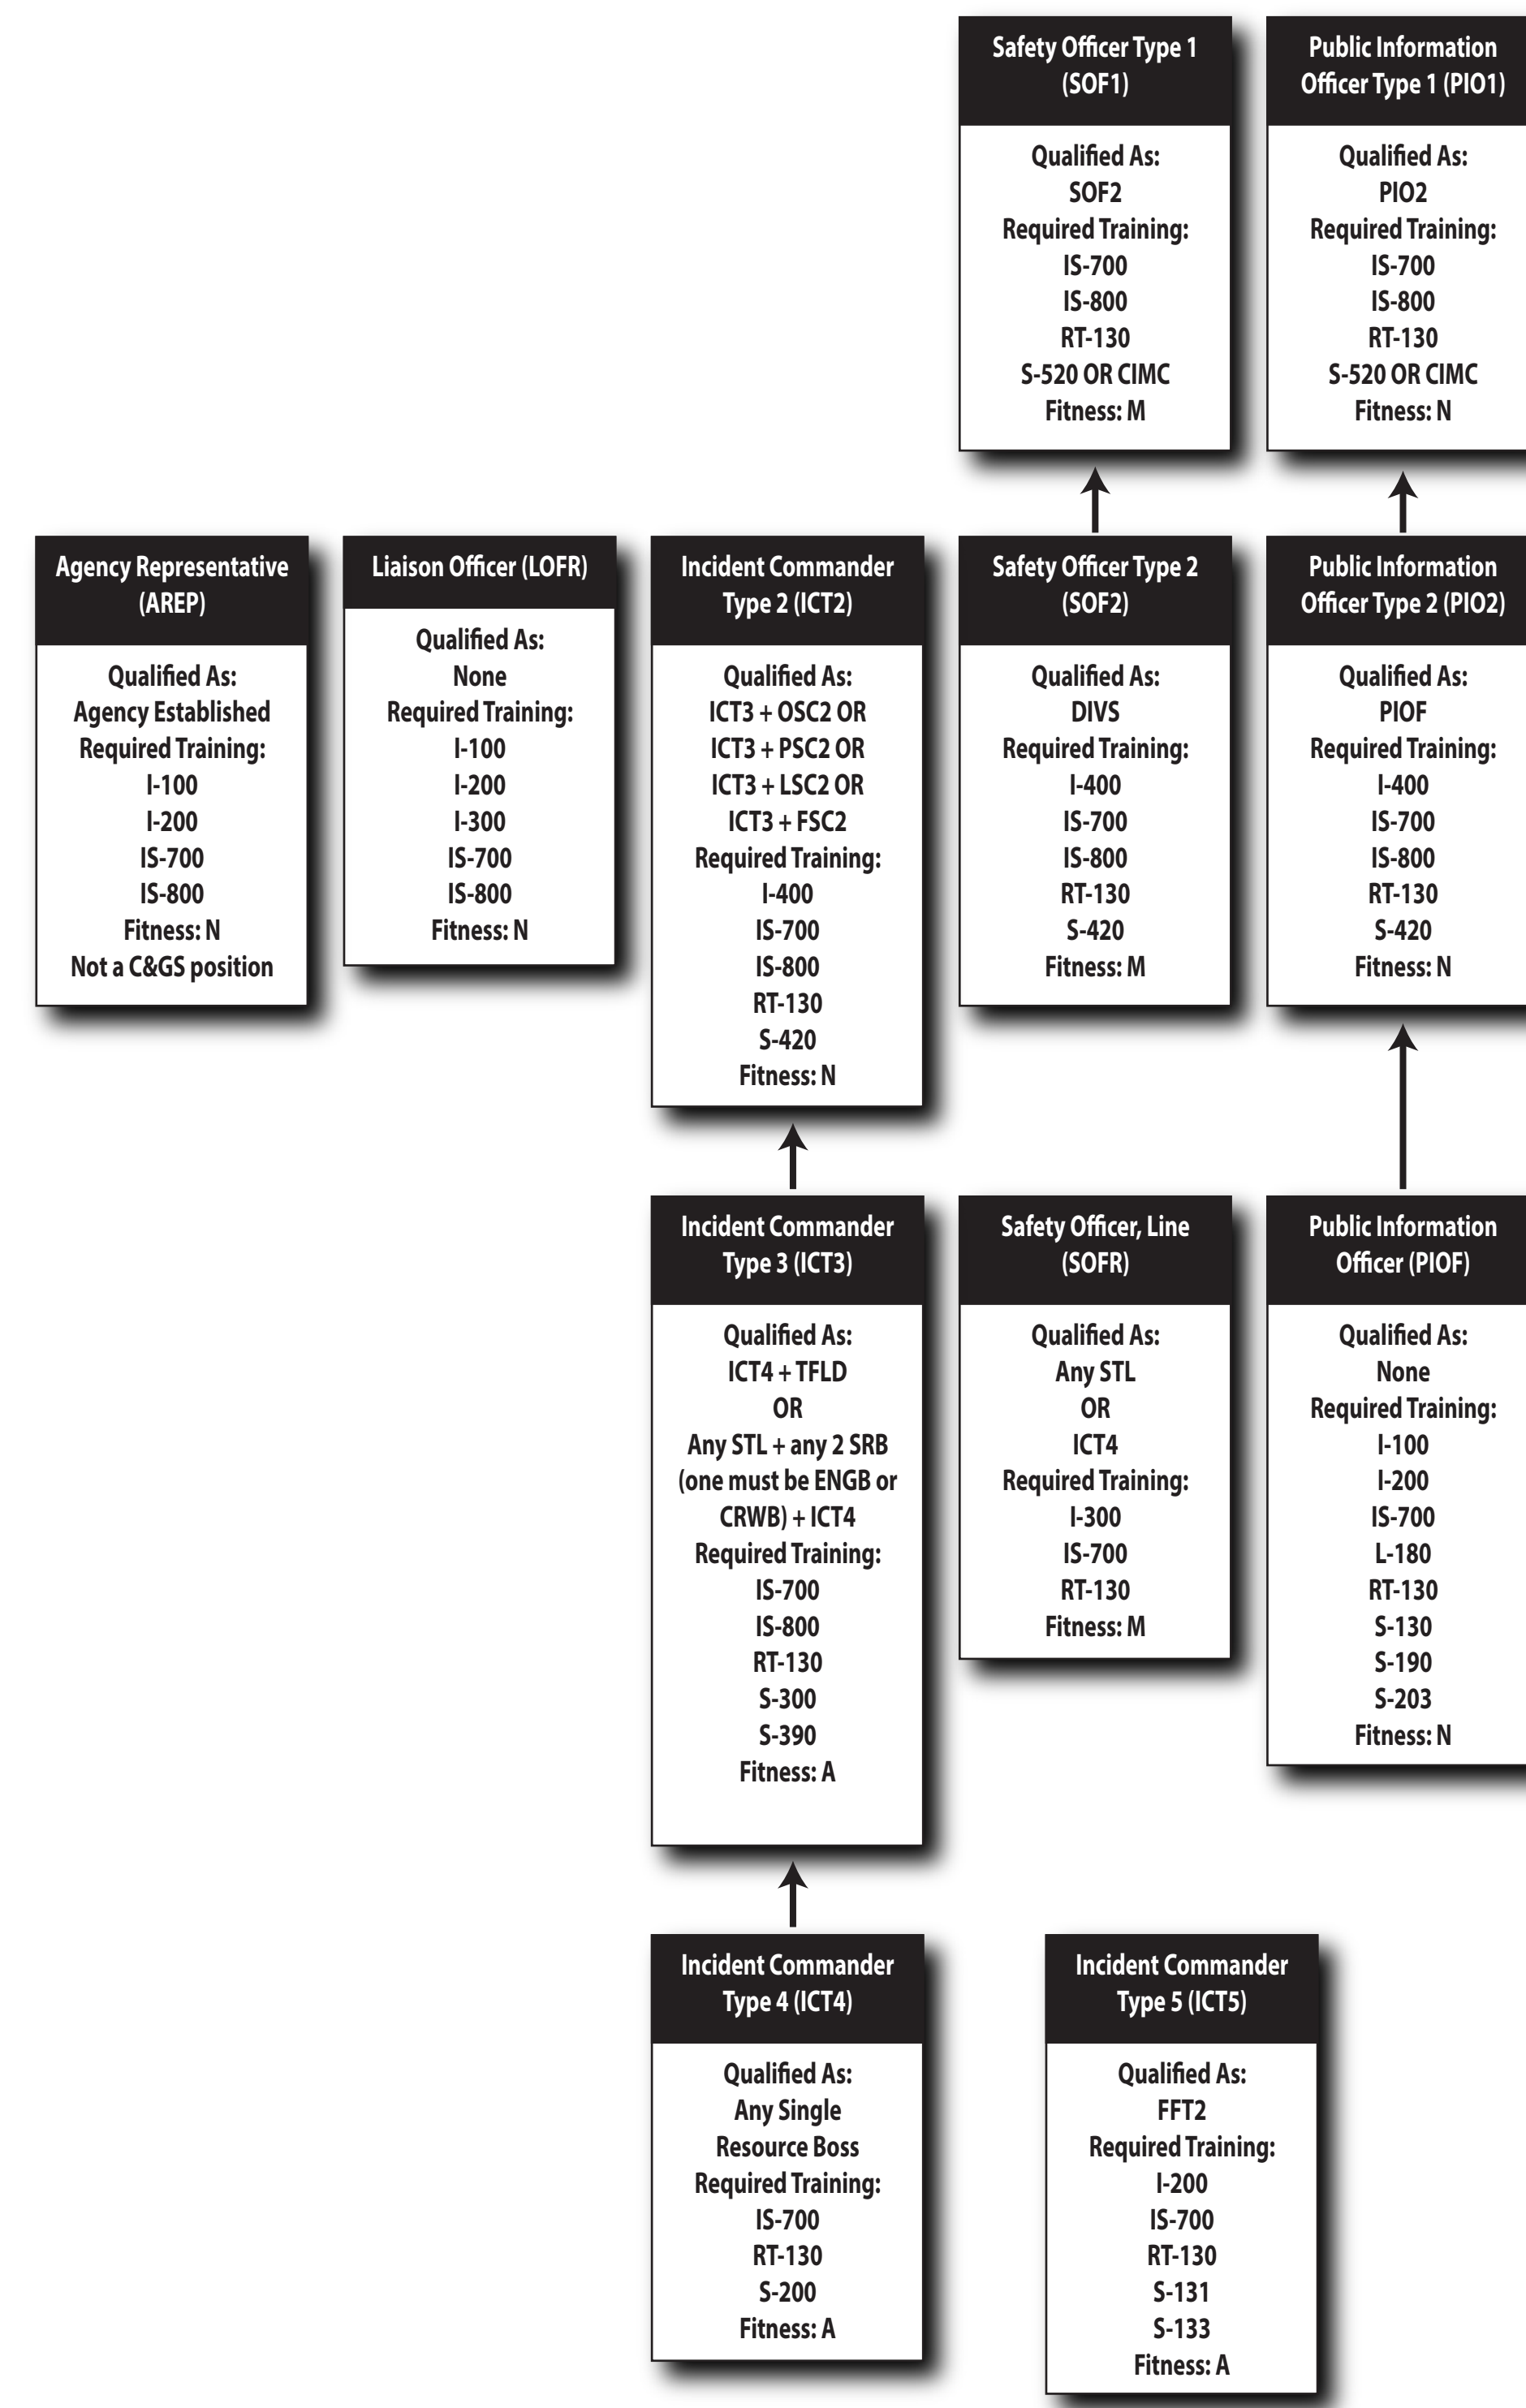 Safety Officer Type 1
(SOF1)
Qualified As:
SOF2
Required Training:
IS-700
IS-800
RT-130
S-520 OR CIMC
Fitness: M
Public Information
Officer Type 1 (PIO1)
Qualified As:
PIO2
Required Training:
IS-700
IS-800
RT-130
S-520 OR CIMC
Fitness: N
Agency Representative
(AREP)
Qualified As:
Agency Established
Required Training:
I-100
I-200
IS-700
IS-800
Fitness: N
Not a C&GS position
Liaison Officer (LOFR)
Qualified As:
None
Required Training:
I-100
I-200
I-300
IS-700
IS-800
Fitness: N
Incident Commander
Type 2 (ICT2)
Qualified As:
ICT3 + OSC2 OR
ICT3 + PSC2 OR
ICT3 + LSC2 OR
ICT3 + FSC2
Required Training:
I-400
IS-700
IS-800
RT-130
S-420
Fitness: N
Safety Officer Type 2
(SOF2)
Qualified As:
DIVS
Required Training:
I-400
IS-700
IS-800
RT-130
S-420
Fitness: M
Public Information
Officer Type 2 (PIO2)
Qualified As:
PIOF
Required Training:
I-400
IS-700
IS-800
RT-130
S-420
Fitness: N
Incident Commander
Type 3 (ICT3)
Qualified As:
ICT4 + TFLD
OR
Any STL + any 2 SRB
(one must be ENGB or
CRWB) + ICT4
Required Training:
IS-700
IS-800
RT-130
S-300
S-390
Fitness: A
Safety Officer, Line
(SOFR)
Qualified As:
Any STL
OR
ICT4
Required Training:
I-300
IS-700
RT-130
Fitness: M
Public Information
Officer (PIOF)
Qualified As:
None
Required Training:
I-100
I-200
IS-700
L-180
RT-130
S-130
S-190
S-203
Fitness: N
Incident Commander
Type 4 (ICT4)
Qualified As:
Any Single
Resource Boss
Required Training:
IS-700
RT-130
S-200
Fitness: A
Incident Commander
Type 5 (ICT5)
Qualified As:
FFT2
Required Training:
I-200
IS-700
RT-130
S-131
S-133
Fitness: A